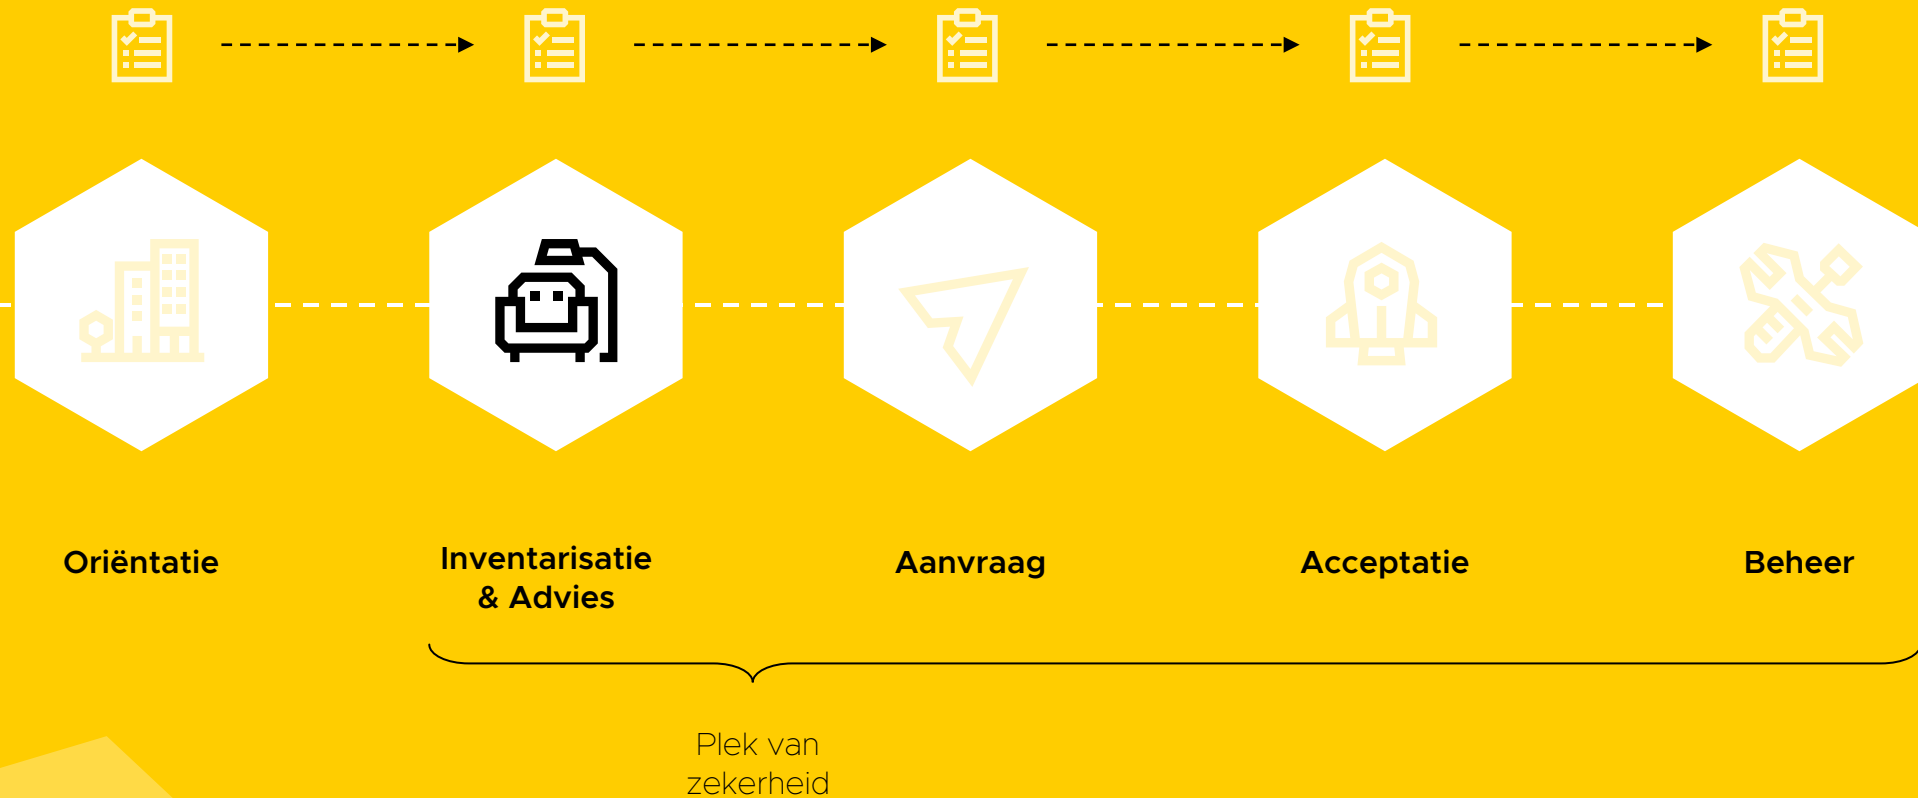 Oriëntatie
Inventarisatie
& Advies
Aanvraag
Acceptatie
Beheer
Plek van
zekerheid